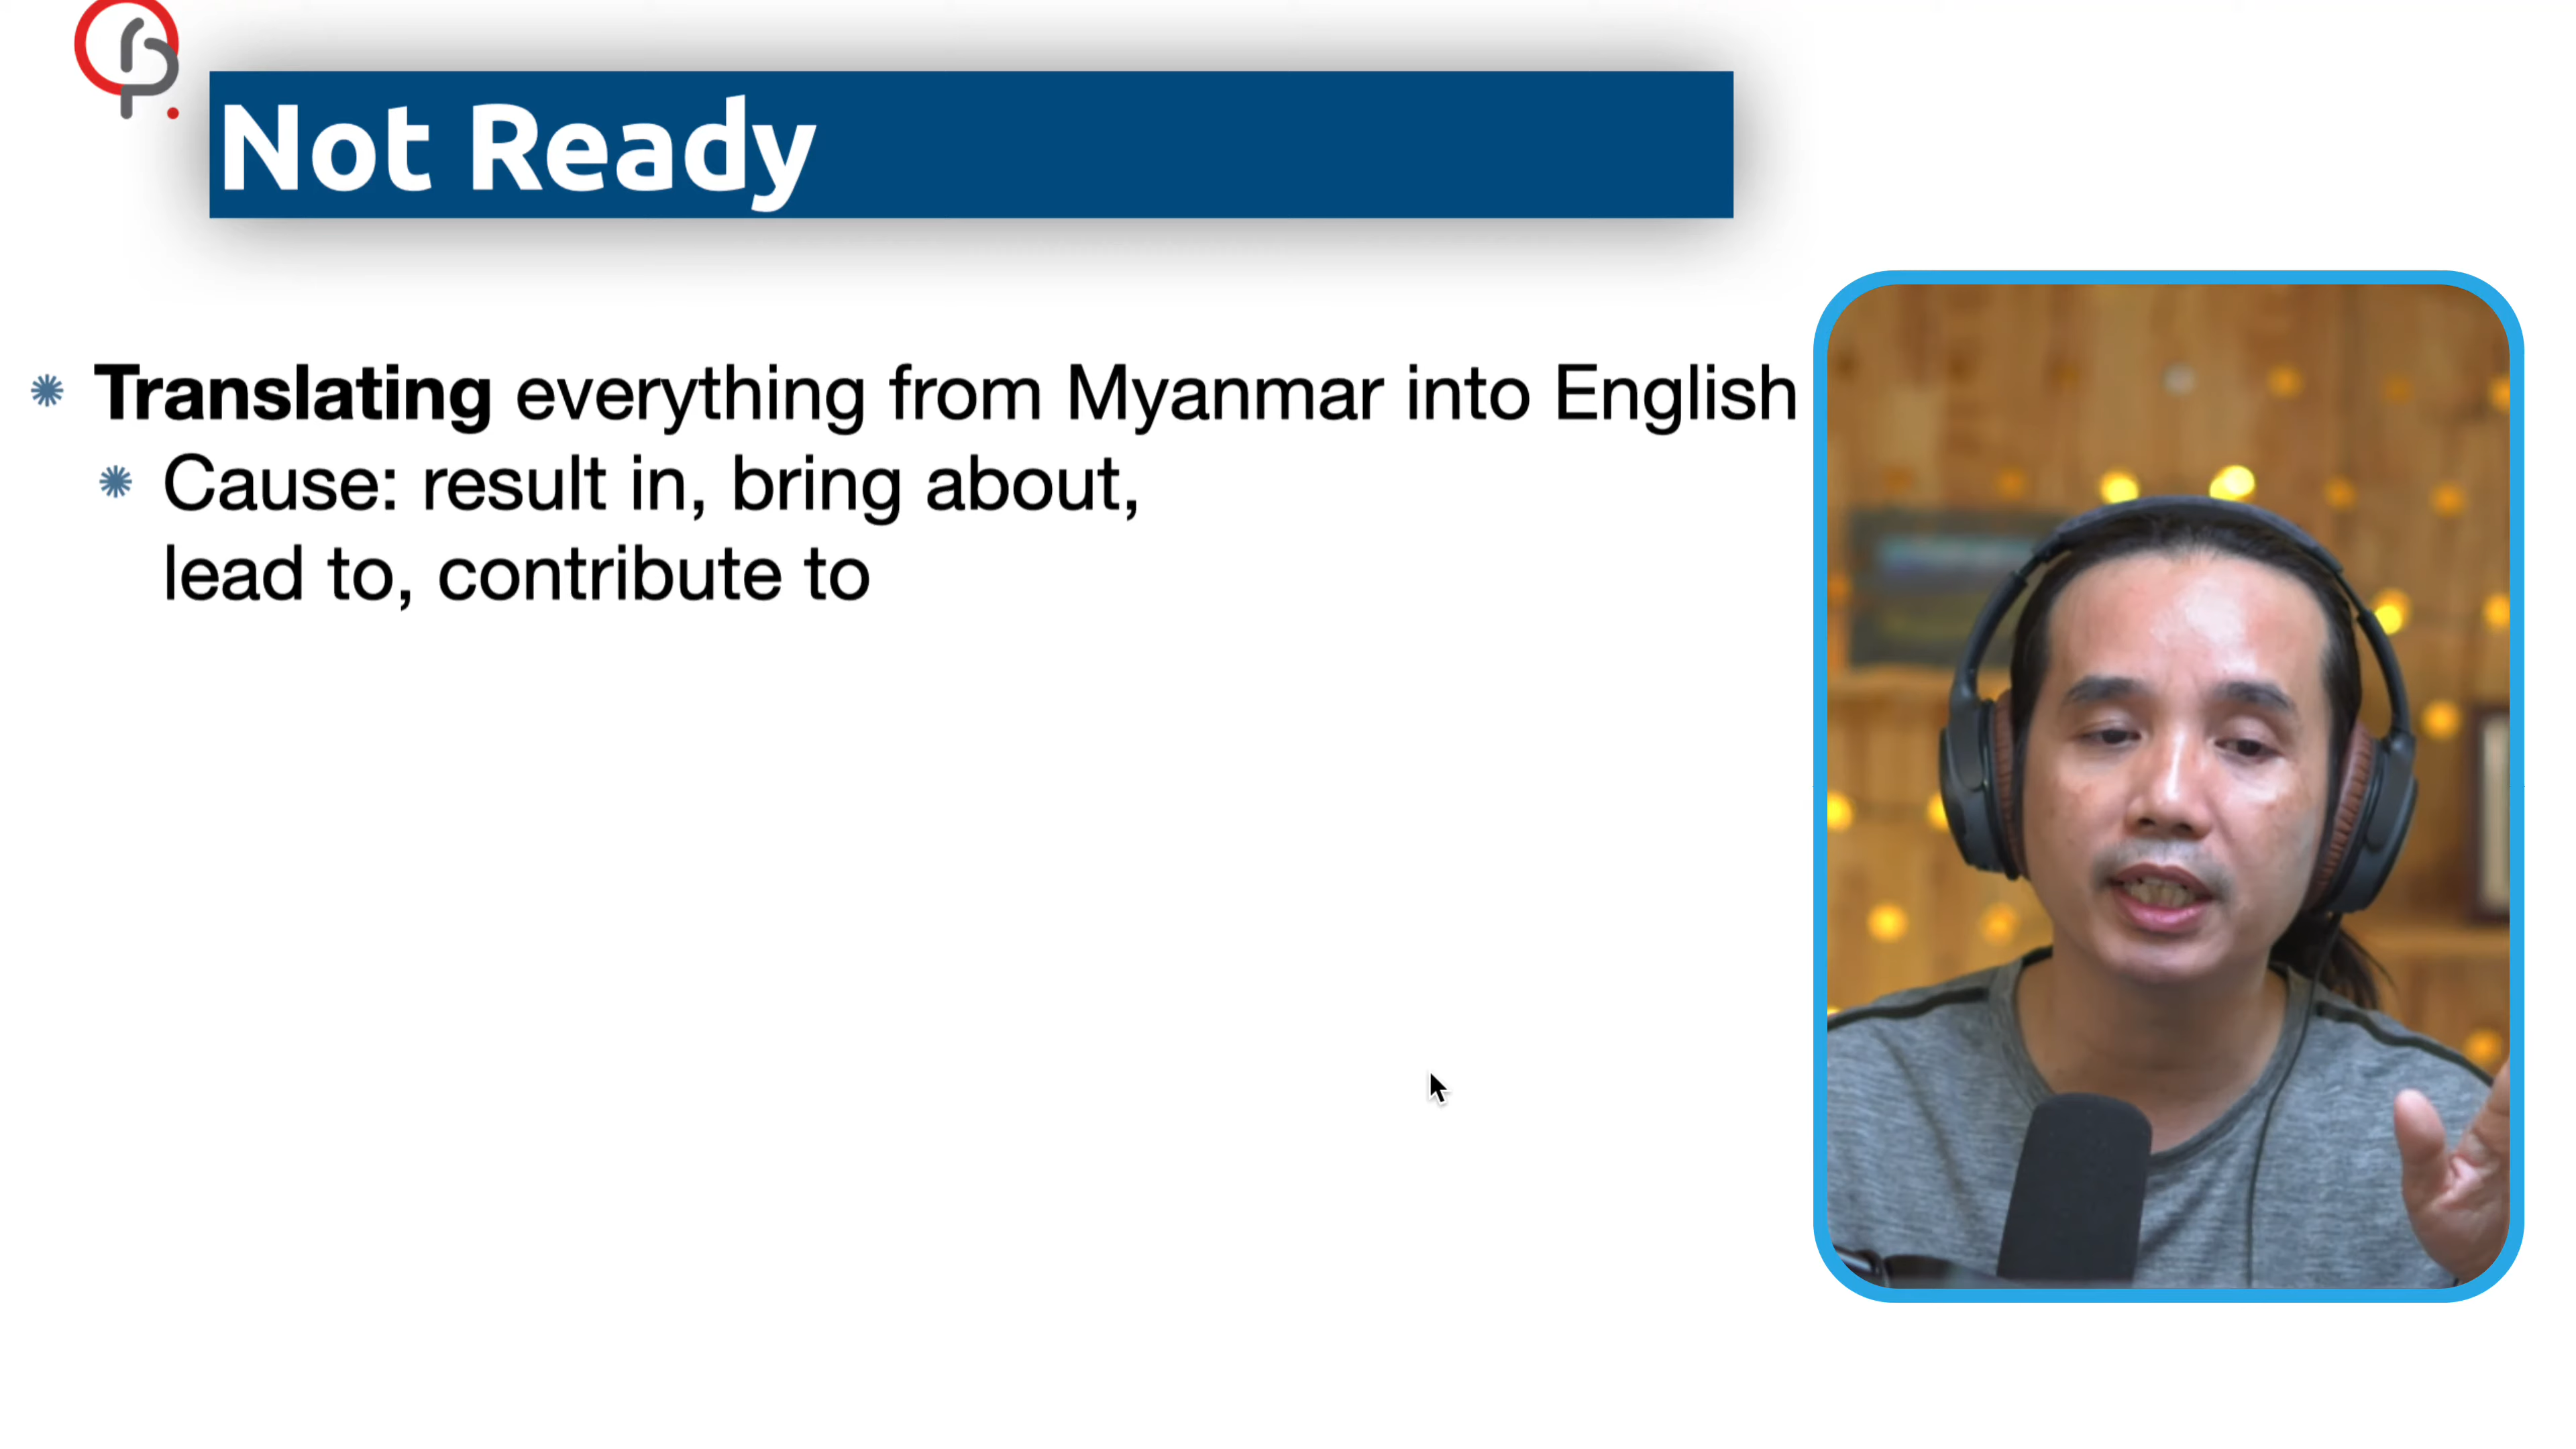 Not Ready
Translating everything from Myanmar into English
Cause: result in, bring about,
lead to, contribute to